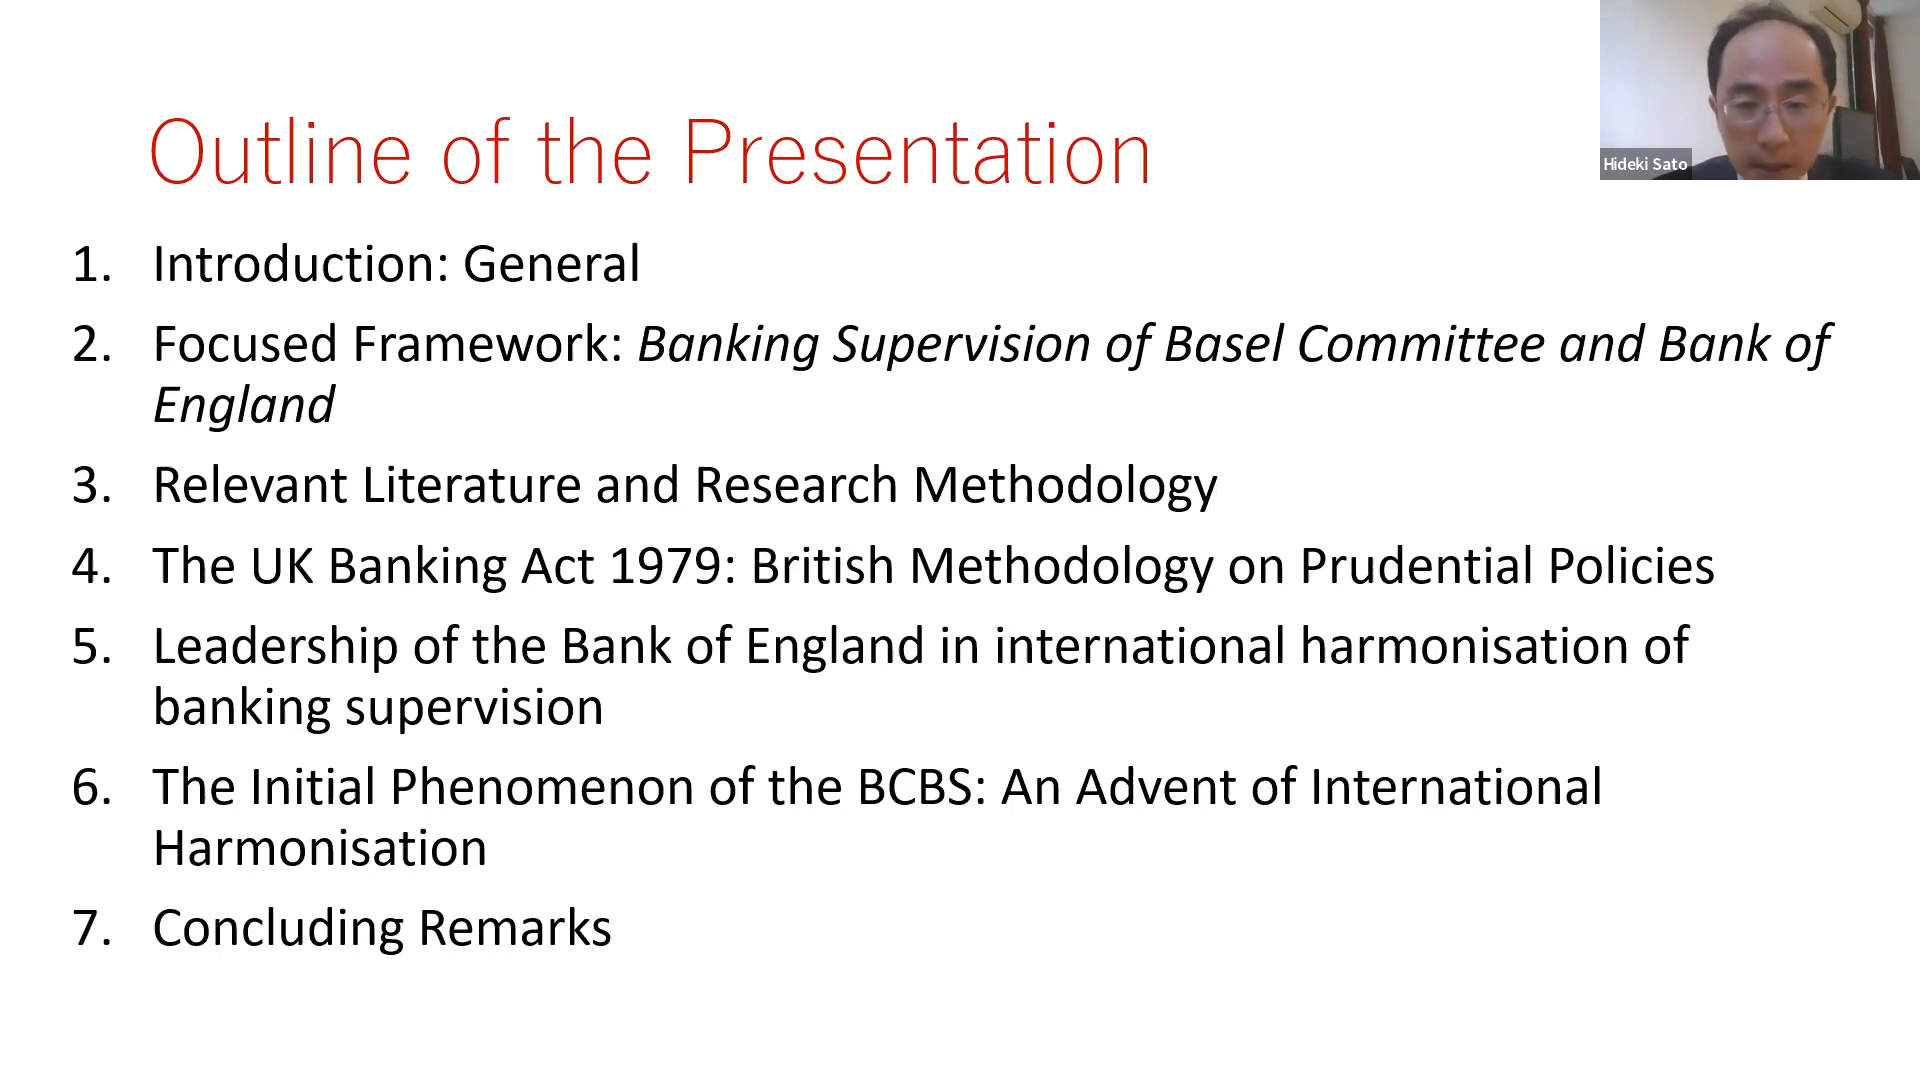 Outline of the Presentation
Hideki Sato
1. Introduction: General
2. Focused Framework: Banking Supervision of Basel Committee and Bank of
England
3. Relevant Literature and Research Methodology
4. The UK Banking Act 1979: British Methodology on Prudential Policies
5. Leadership of the Bank of England in international harmonisation of
banking supervision
6. The Initial Phenomenon of the BCBS: An Advent of International
Harmonisation
7. Concluding Remarks